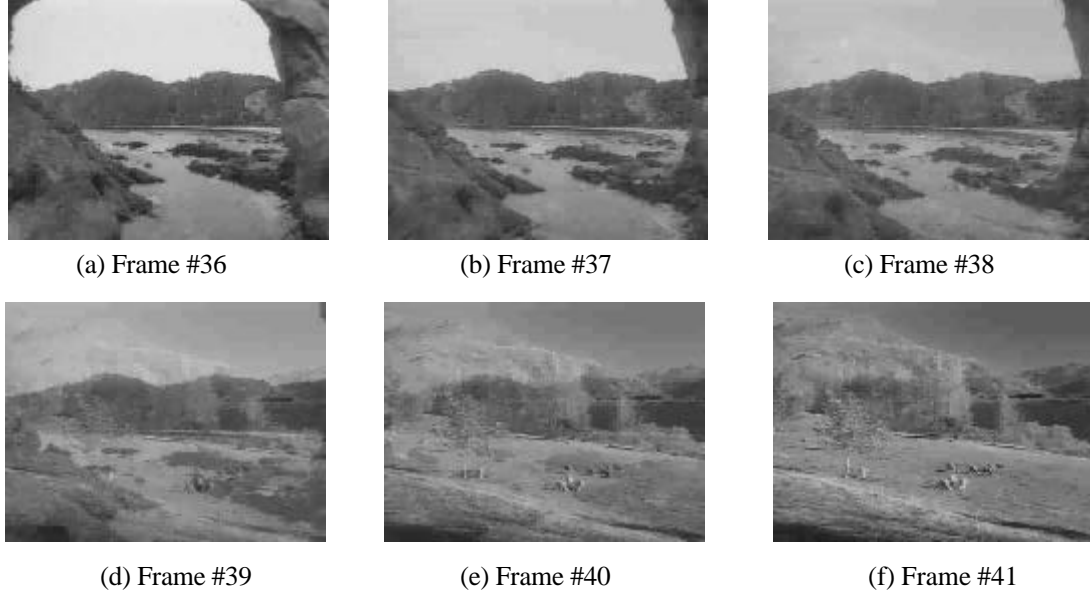 (a) Frame #36
(b) Frame #37
(c) Frame #38
(d) Frame #39
(e) Frame #40
(f) Frame #41